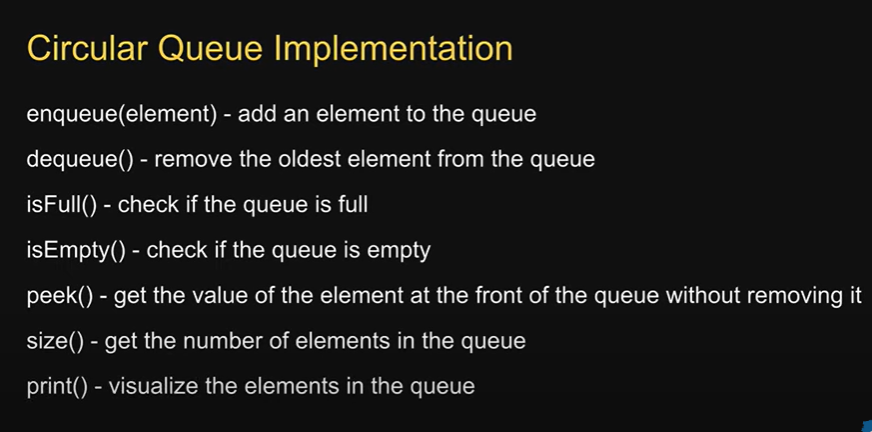 Circular Queue Implementation
enqueue(element) - add an element to the queue
dequeue() - remove the oldest element from the queue
isFull() - check if the queue is full
isEmpty() - check if the queue is empty
peek() - get the value of the element at the front of the queue without removing it
size() - get the number of elements in the queue
print() - visualize the elements in the queue